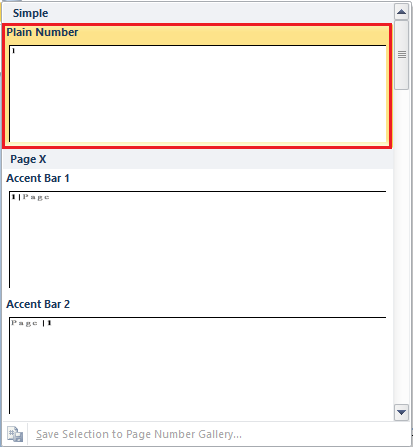 Simple
Plain Number
1
Page X
Accent Bar 1
1|Page
Accent Bar 2
Page |1
Save Selection to Page Number Gallery...